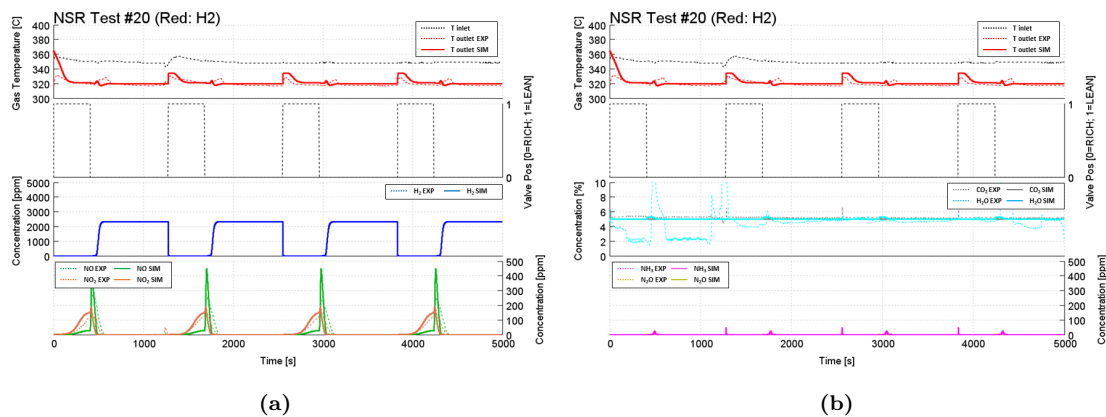 NSR Test #20 (Red: H2)
Gas Temperature [C]
400
380
360
340
320
300
T inlet
T outlet EXP
T outlet SIM
1
0
Valve Pos [0=RICH; 1=LEAN]
Concentration [ppm]
5000
4000
3000
2000
1000
0
H₂ EXP
H₂ SIM
NO EXP
NO SIM
NO₂ EXP
NO₂ SIM
500
400
300
200
100
0
Concentration [ppm]
0
1000
2000
3000
4000
5000
Time [s]
(a)
NSR Test #20 (Red: H2)
Gas Temperature [C]
400
380
360
340
320
300
T inlet
T outlet EXP
T outlet SIM
1
0
Valve Pos [0=RICH; 1=LEAN]
Concentration [%]
10
8
6
4
2
0
CO₂ EXP
CO₂ SIM
H₂O EXP
H₂O SIM
NH₃ EXP
NH₃ SIM
N₂O EXP
N₂O SIM
500
400
300
200
100
0
Concentration [ppm]
0
1000
2000
3000
4000
5000
Time [s]
(b)